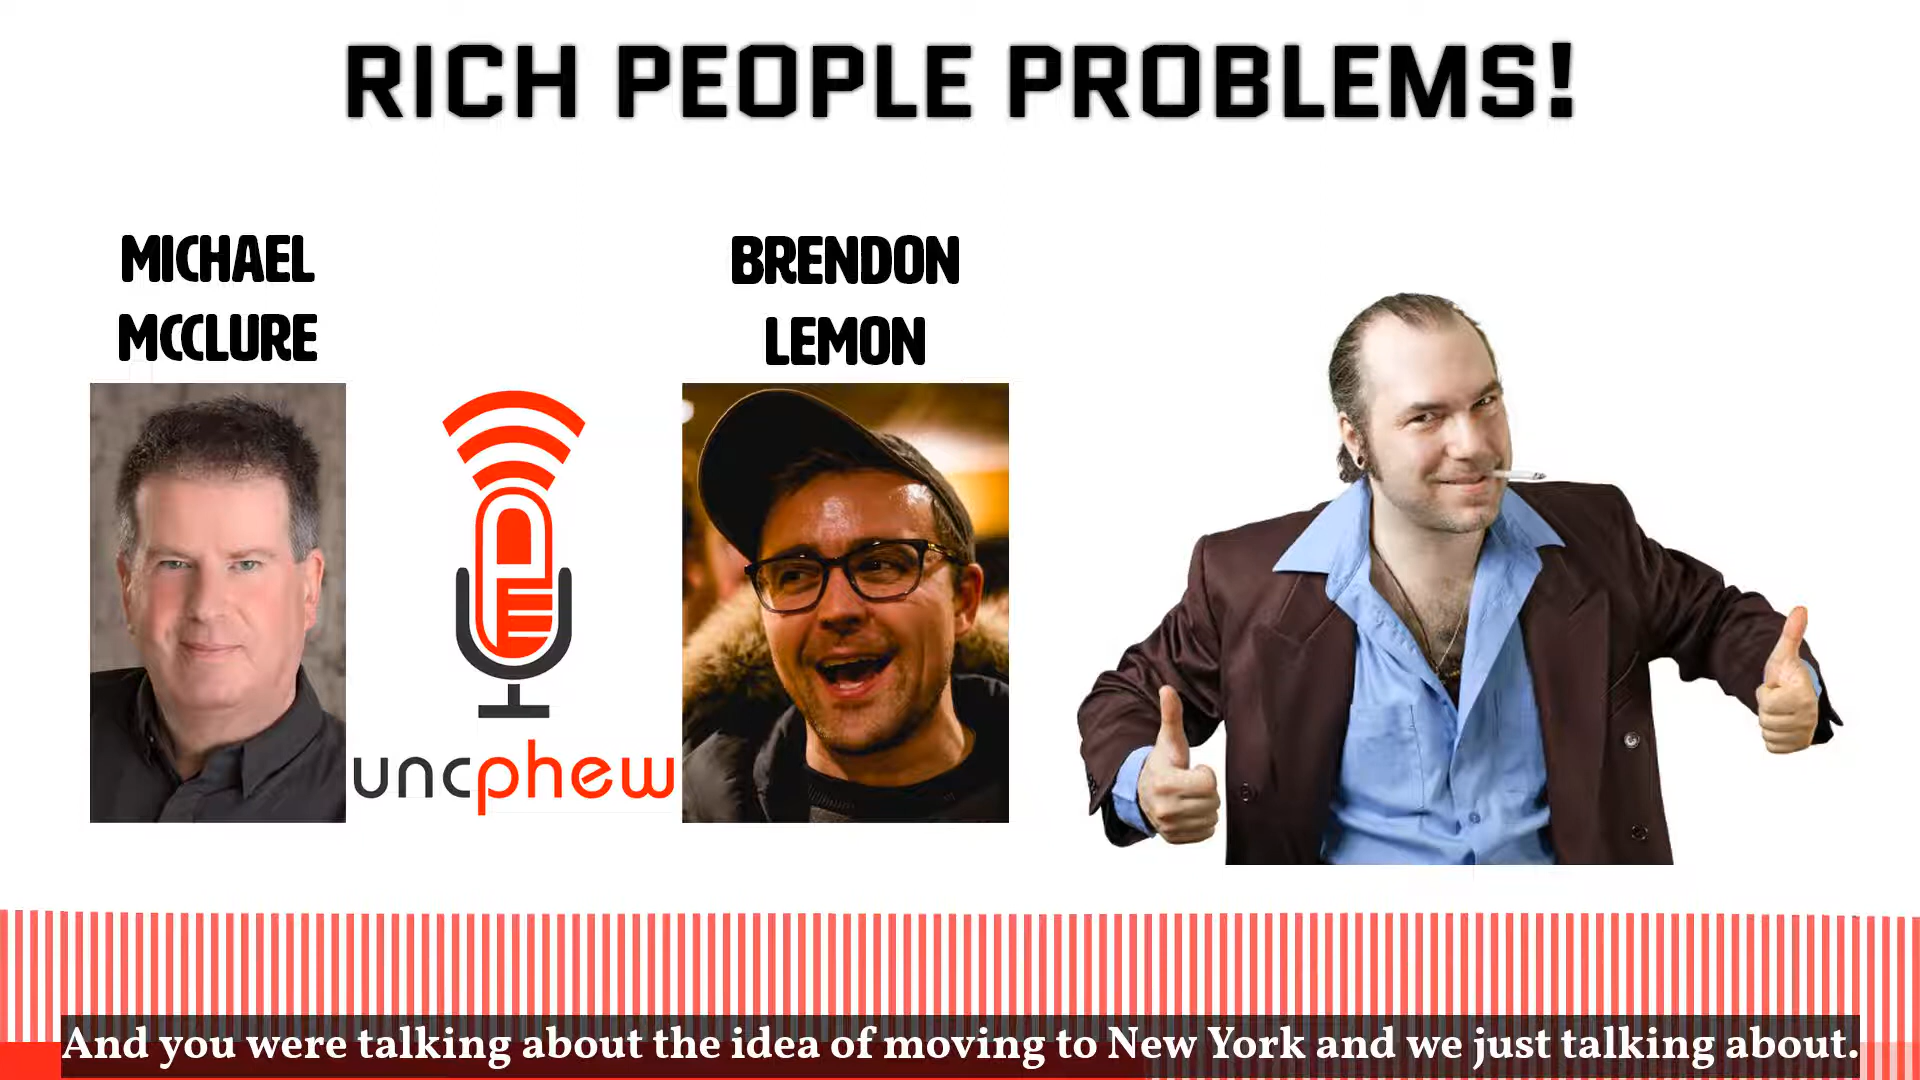 RICH PEOPLE PROBLEMS!
MICHAEL
MCCLURE
BRENDON
LEMON
uncphew
And you were talking about the idea of moving to New York and we just talking about.